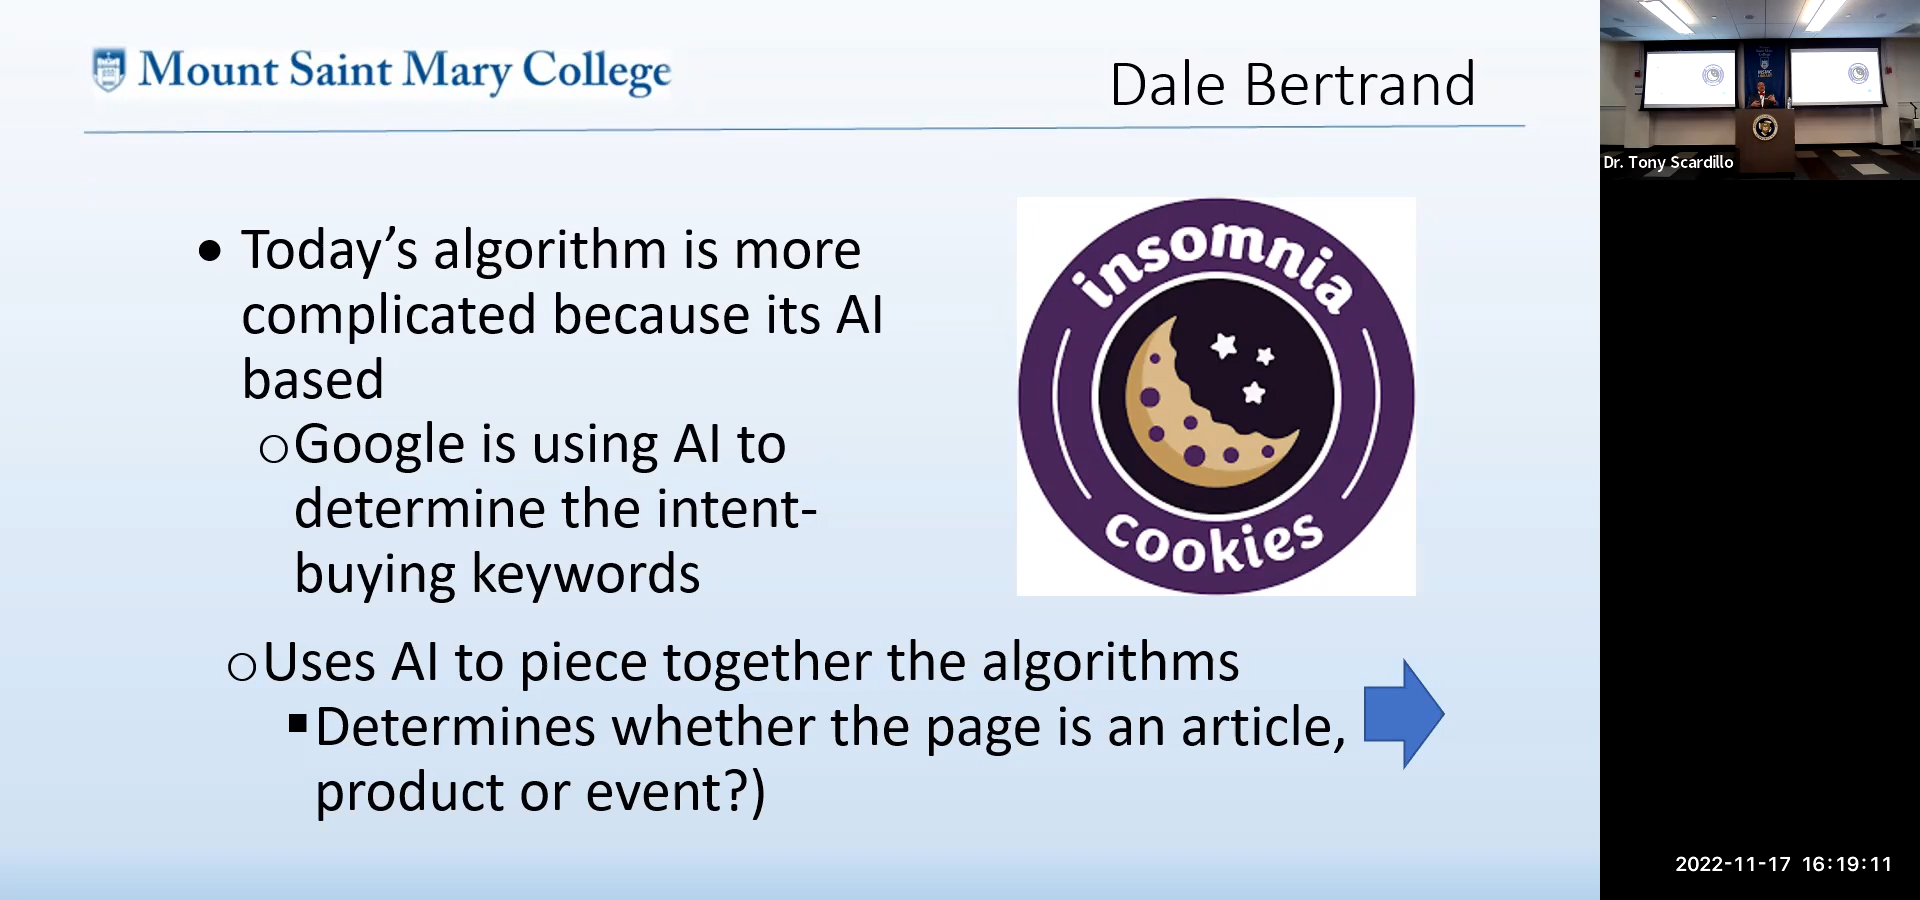 Mount Saint Mary College
Dale Bertrand
• Today’s algorithm is more
complicated because its AI
based
○Google is using AI to
determine the intent-
buying keywords
○Uses AI to piece together the algorithms
▪Determines whether the page is an article,
product or event?)
insomnia
cookies
Dr. Tony Scardillo
2022-11-17 16:19:11